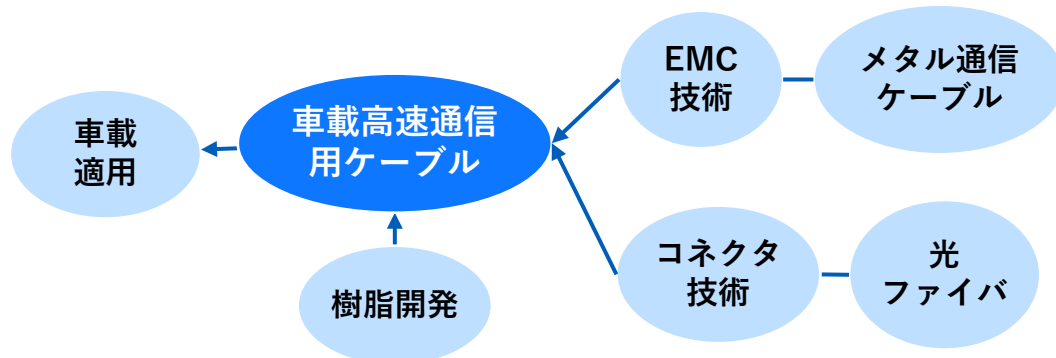 車載
適用
車載高速通信
用ケーブル
樹脂開発
EMC
技術
メタル通信
ケーブル
コネクタ
技術
光
ファイバ